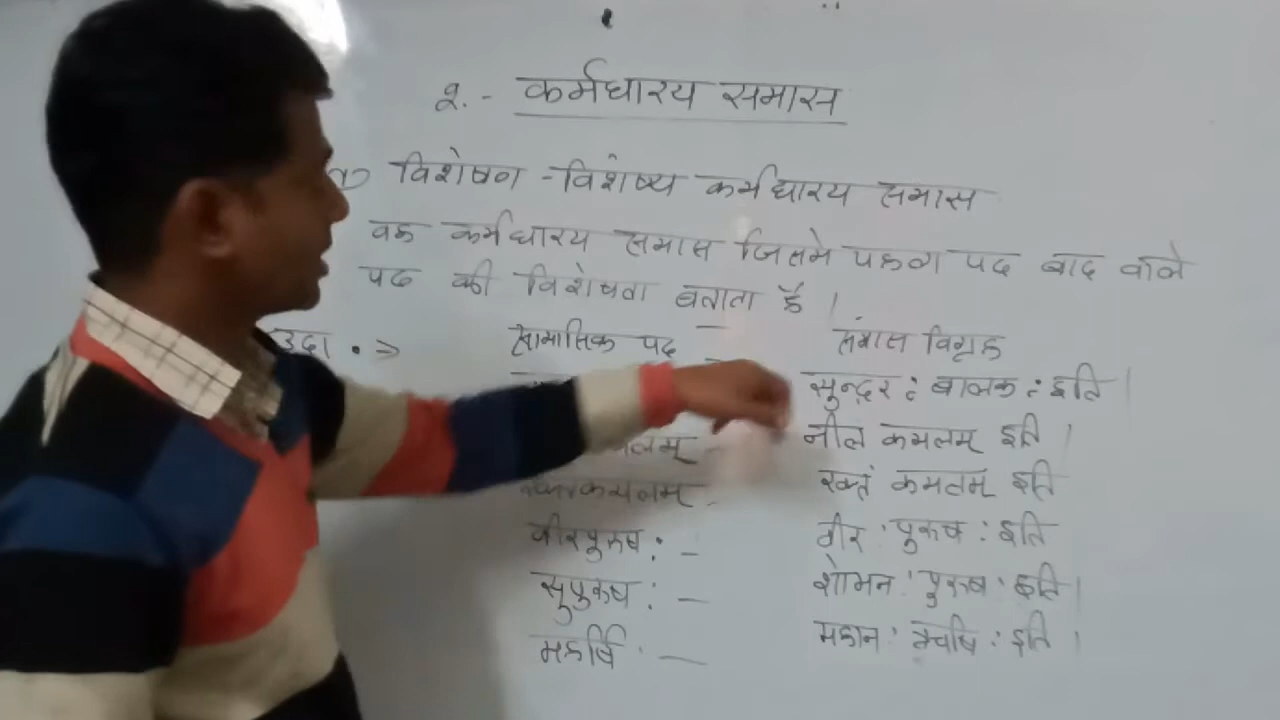 २.- कर्मधारय समास
विशेषण - विशेष्य कर्मधारय समास
वह कर्मधारय समास जिसमे पहला पद बाद वाले
पद की विशेषता बताता है ।
उदा . => सामासिक पद - समास विग्रह
सुन्दर : बालक : इति ।
लम् - नील कमलम् इति ।
कमलम् - रक्तं कमलम् इति
वीरपुरुष : - वीर : पुरुष : इति
सुपुरुष : - शोभन : पुरुष : इति ।
महर्षि - महान : ऋषि : इति ।